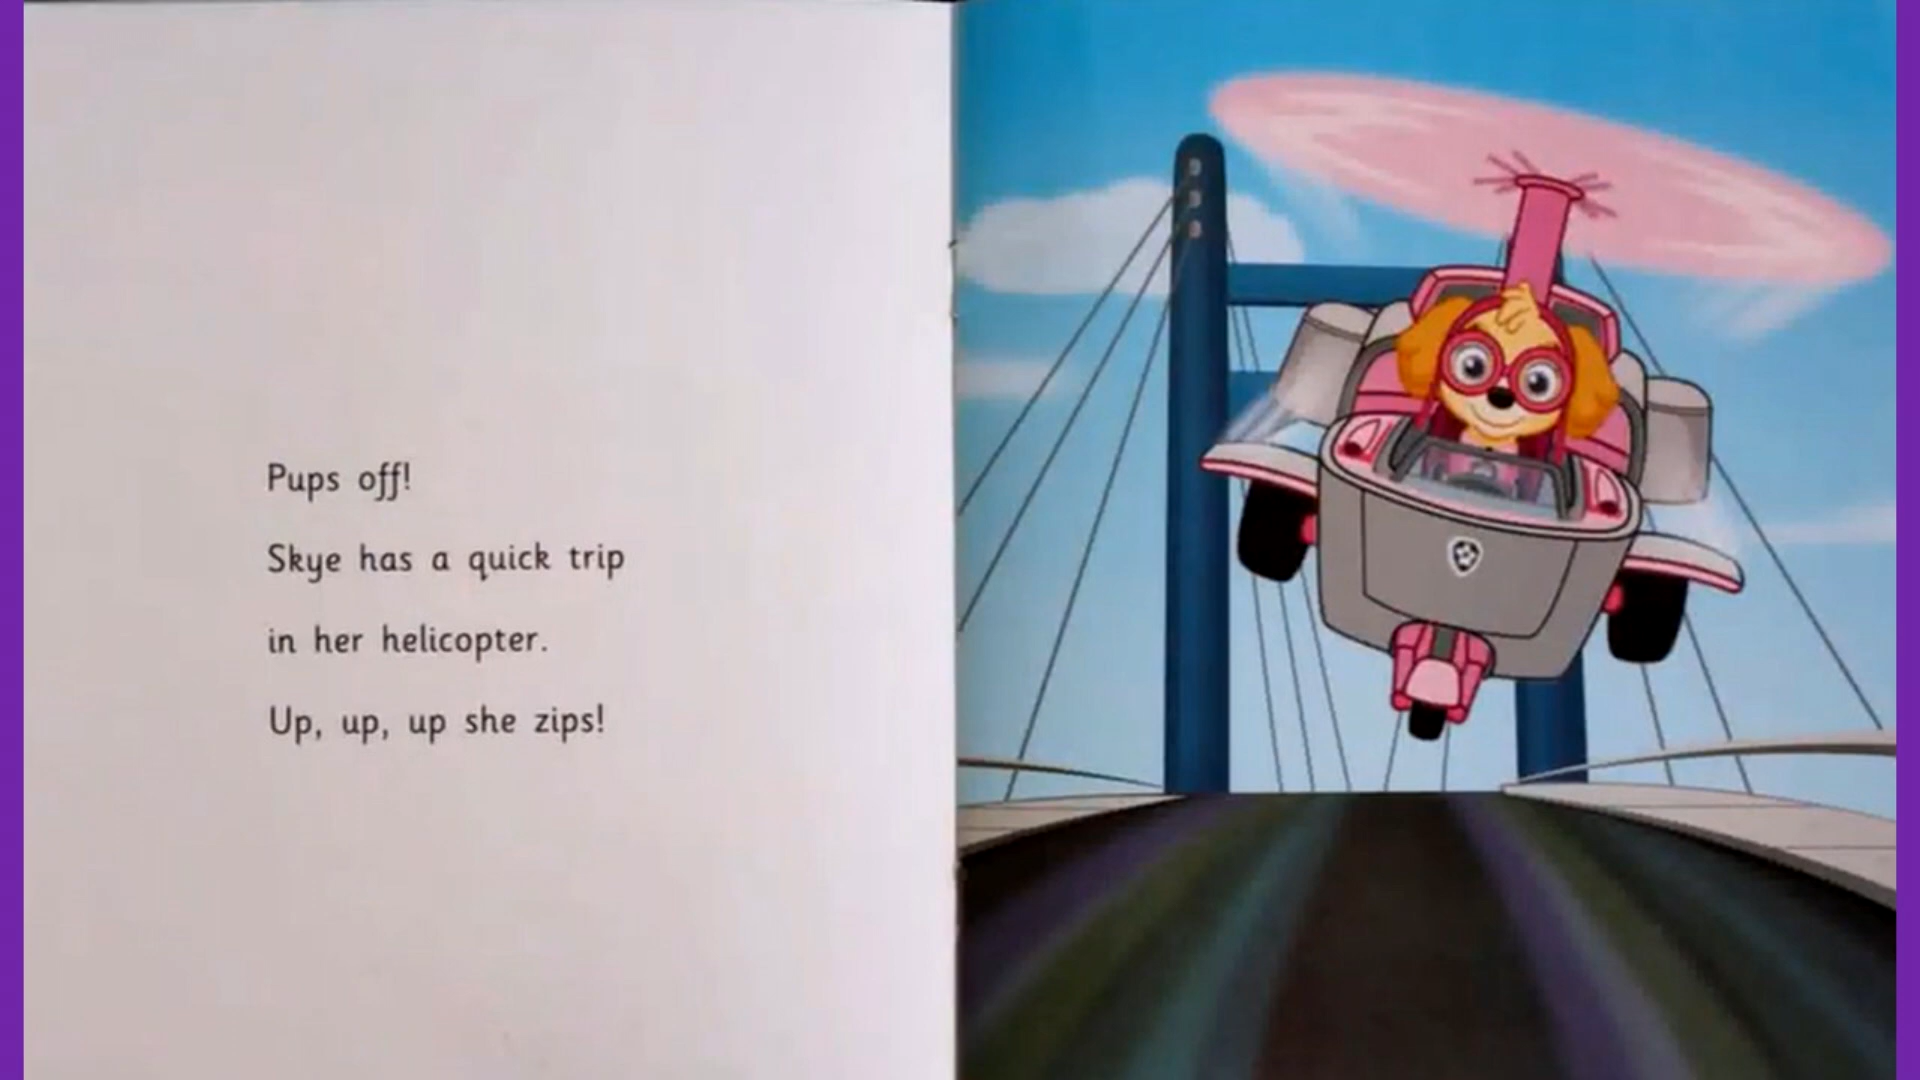 Pups off!
Skye has a quick trip
in her helicopter.
Up, up, up she zips!